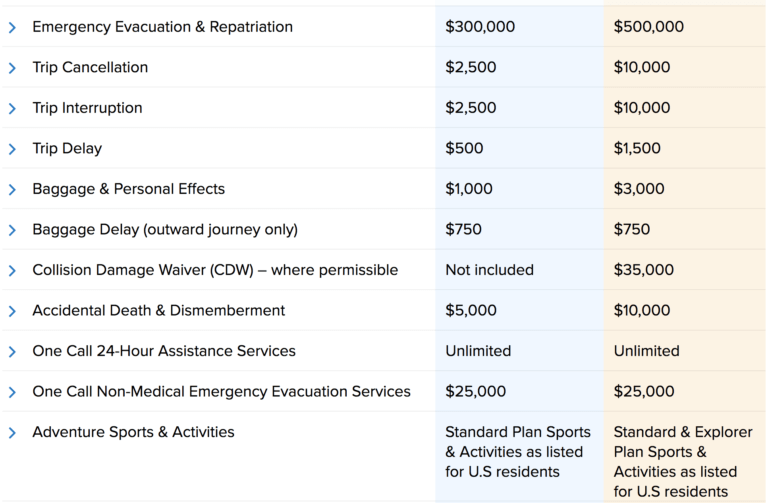 Emergency Evacuation & Repatriation $300,000 $500,000
Trip Cancellation $2,500 $10,000
Trip Interruption $2,500 $10,000
Trip Delay $500 $1,500
Baggage & Personal Effects $1,000 $3,000
Baggage Delay (outward journey only) $750 $750
Collision Damage Waiver (CDW) – where permissible Not included $35,000
Accidental Death & Dismemberment $5,000 $10,000
One Call 24-Hour Assistance Services Unlimited Unlimited
One Call Non-Medical Emergency Evacuation Services $25,000 $25,000
Adventure Sports & Activities Standard Plan Sports Standard & Explorer
& Activities as listed Plan Sports &
for U.S residents Activities as listed
for U.S residents